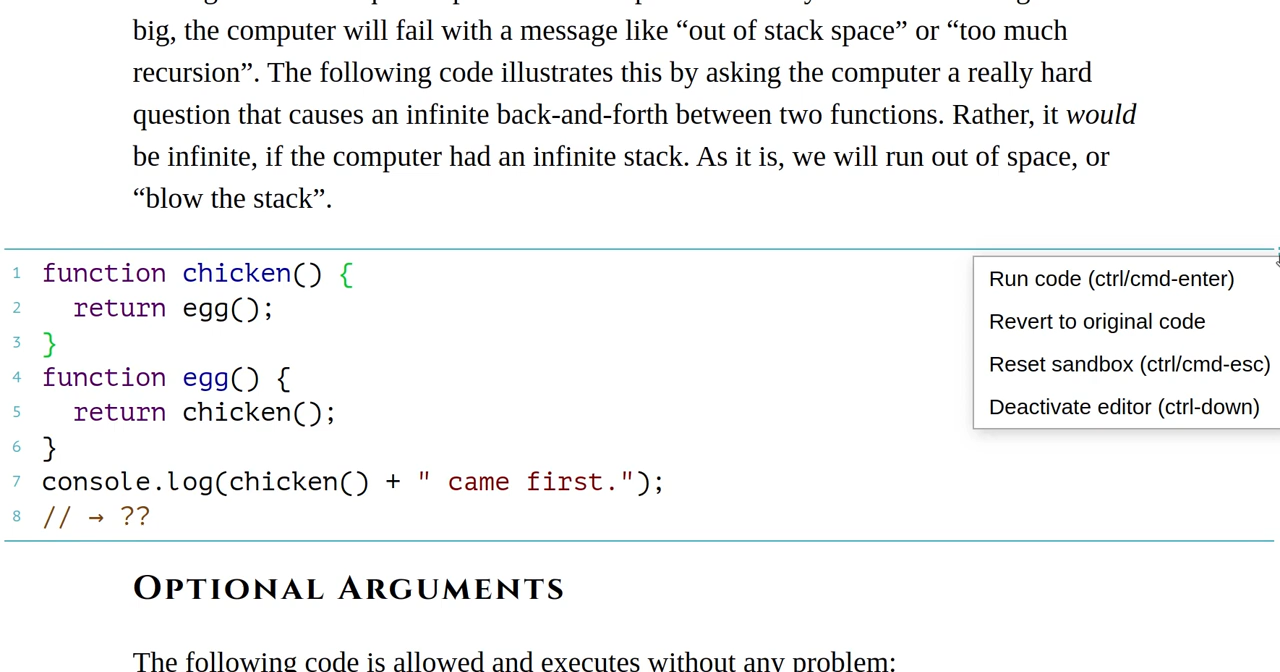 big, the computer will fail with a message like “out of stack space” or “too much
recursion”. The following code illustrates this by asking the computer a really hard
question that causes an infinite back-and-forth between two functions. Rather, it would
be infinite, if the computer had an infinite stack. As it is, we will run out of space, or
“blow the stack”.
1 function chicken() {
2   return egg();
3 }
4 function egg() {
5   return chicken();
6 }
7 console.log(chicken() + " came first.");
8 // → ??
Run code (ctrl/cmd-enter)
Revert to original code
Reset sandbox (ctrl/cmd-esc)
Deactivate editor (ctrl-down)
Optional Arguments
The following code is allowed and executes without any problem: